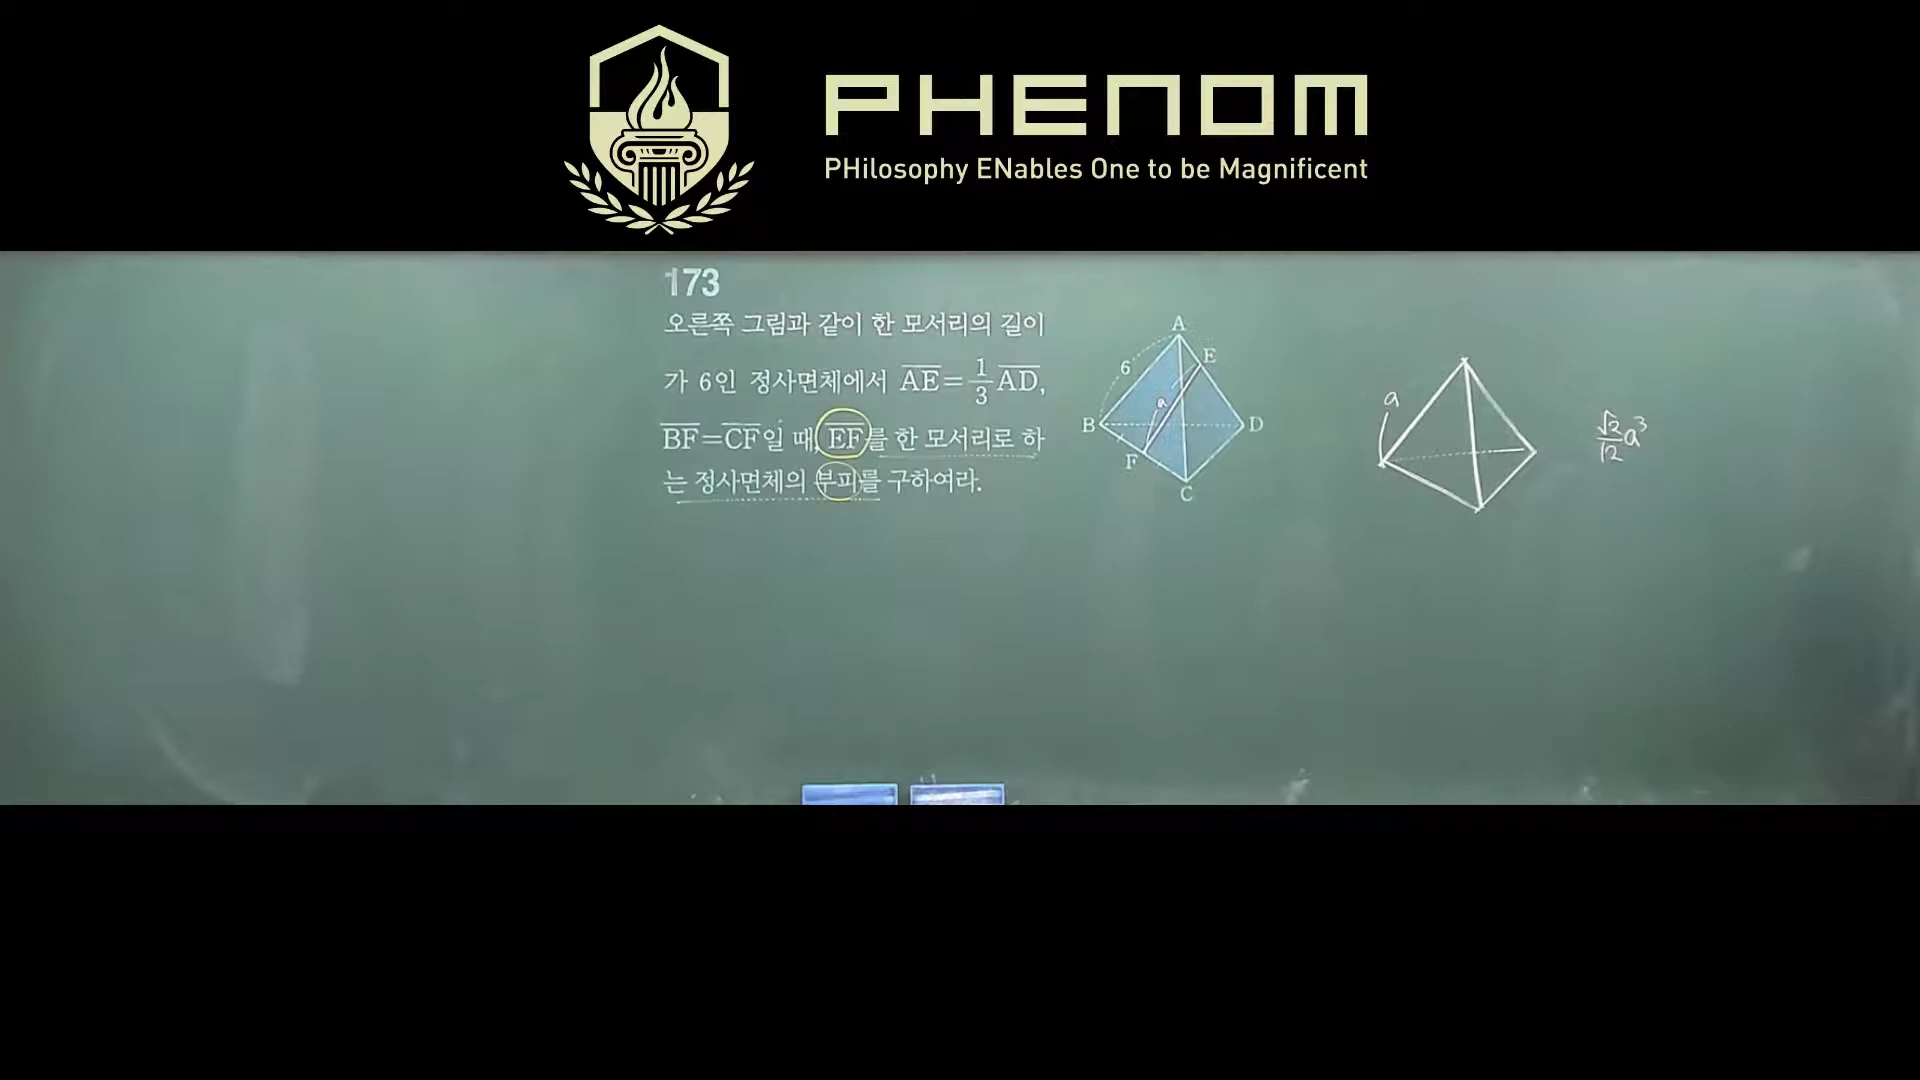 PHENOM
PHilosophy ENables One to be Magnificent
173
오른쪽 그림과 같이 한 모서리의 길이
가 6인 정사면체에서 AE=1/3 AD,
BF=CF일 때, EF를 한 모서리로 하
는 정사면체의 부피를 구하여라.
A
E
6
a
B
D
F
C
a
√2/12 a³